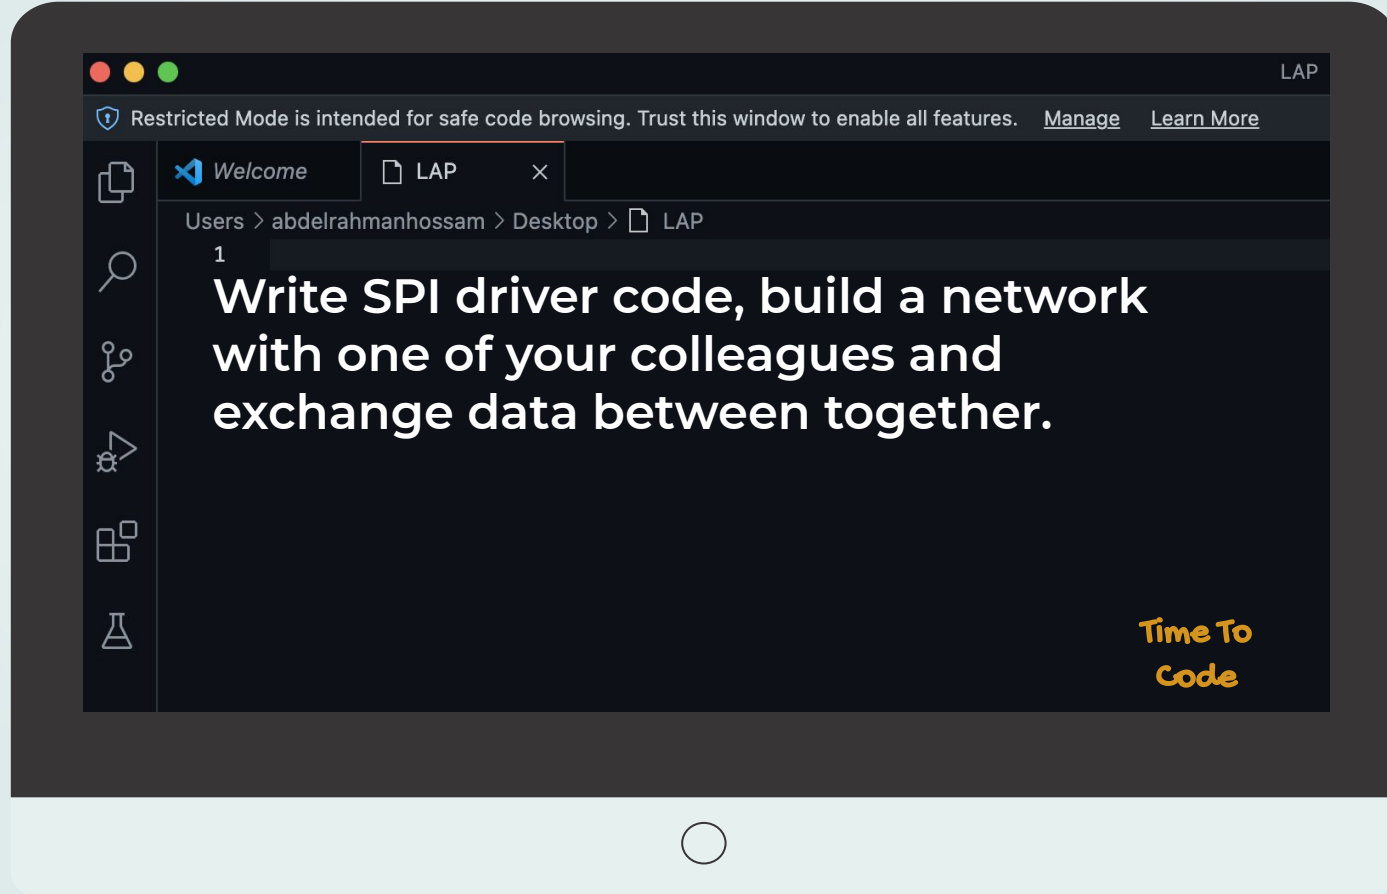 LAP
Restricted Mode is intended for safe code browsing. Trust this window to enable all features. Manage Learn More
Welcome LAP
Users > abdelrahmanhossam > Desktop > LAP
1
Write SPI driver code, build a network
with one of your colleagues and
exchange data between together.
Time To
Code